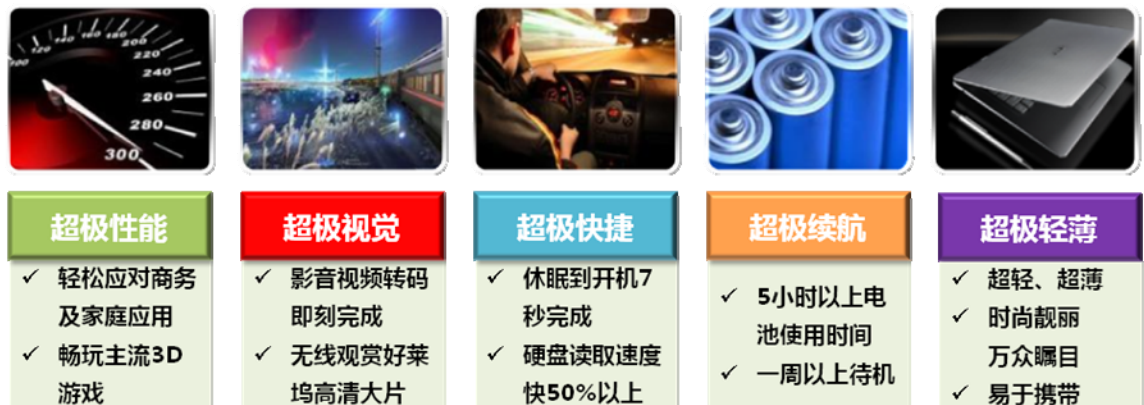 100 120 140 160 180 200
220
240
260
280
300
超极性能
轻松应对商务
及家庭应用
畅玩主流3D
游戏
超极视觉
影音视频转码
即刻完成
无线观赏好莱
坞高清大片
超极快捷
休眠到开机7
秒完成
硬盘读取速度
快50%以上
超极续航
5小时以上电
池使用时间
一周以上待机
超极轻薄
超轻、超薄
时尚靓丽
万众瞩目
易于携带